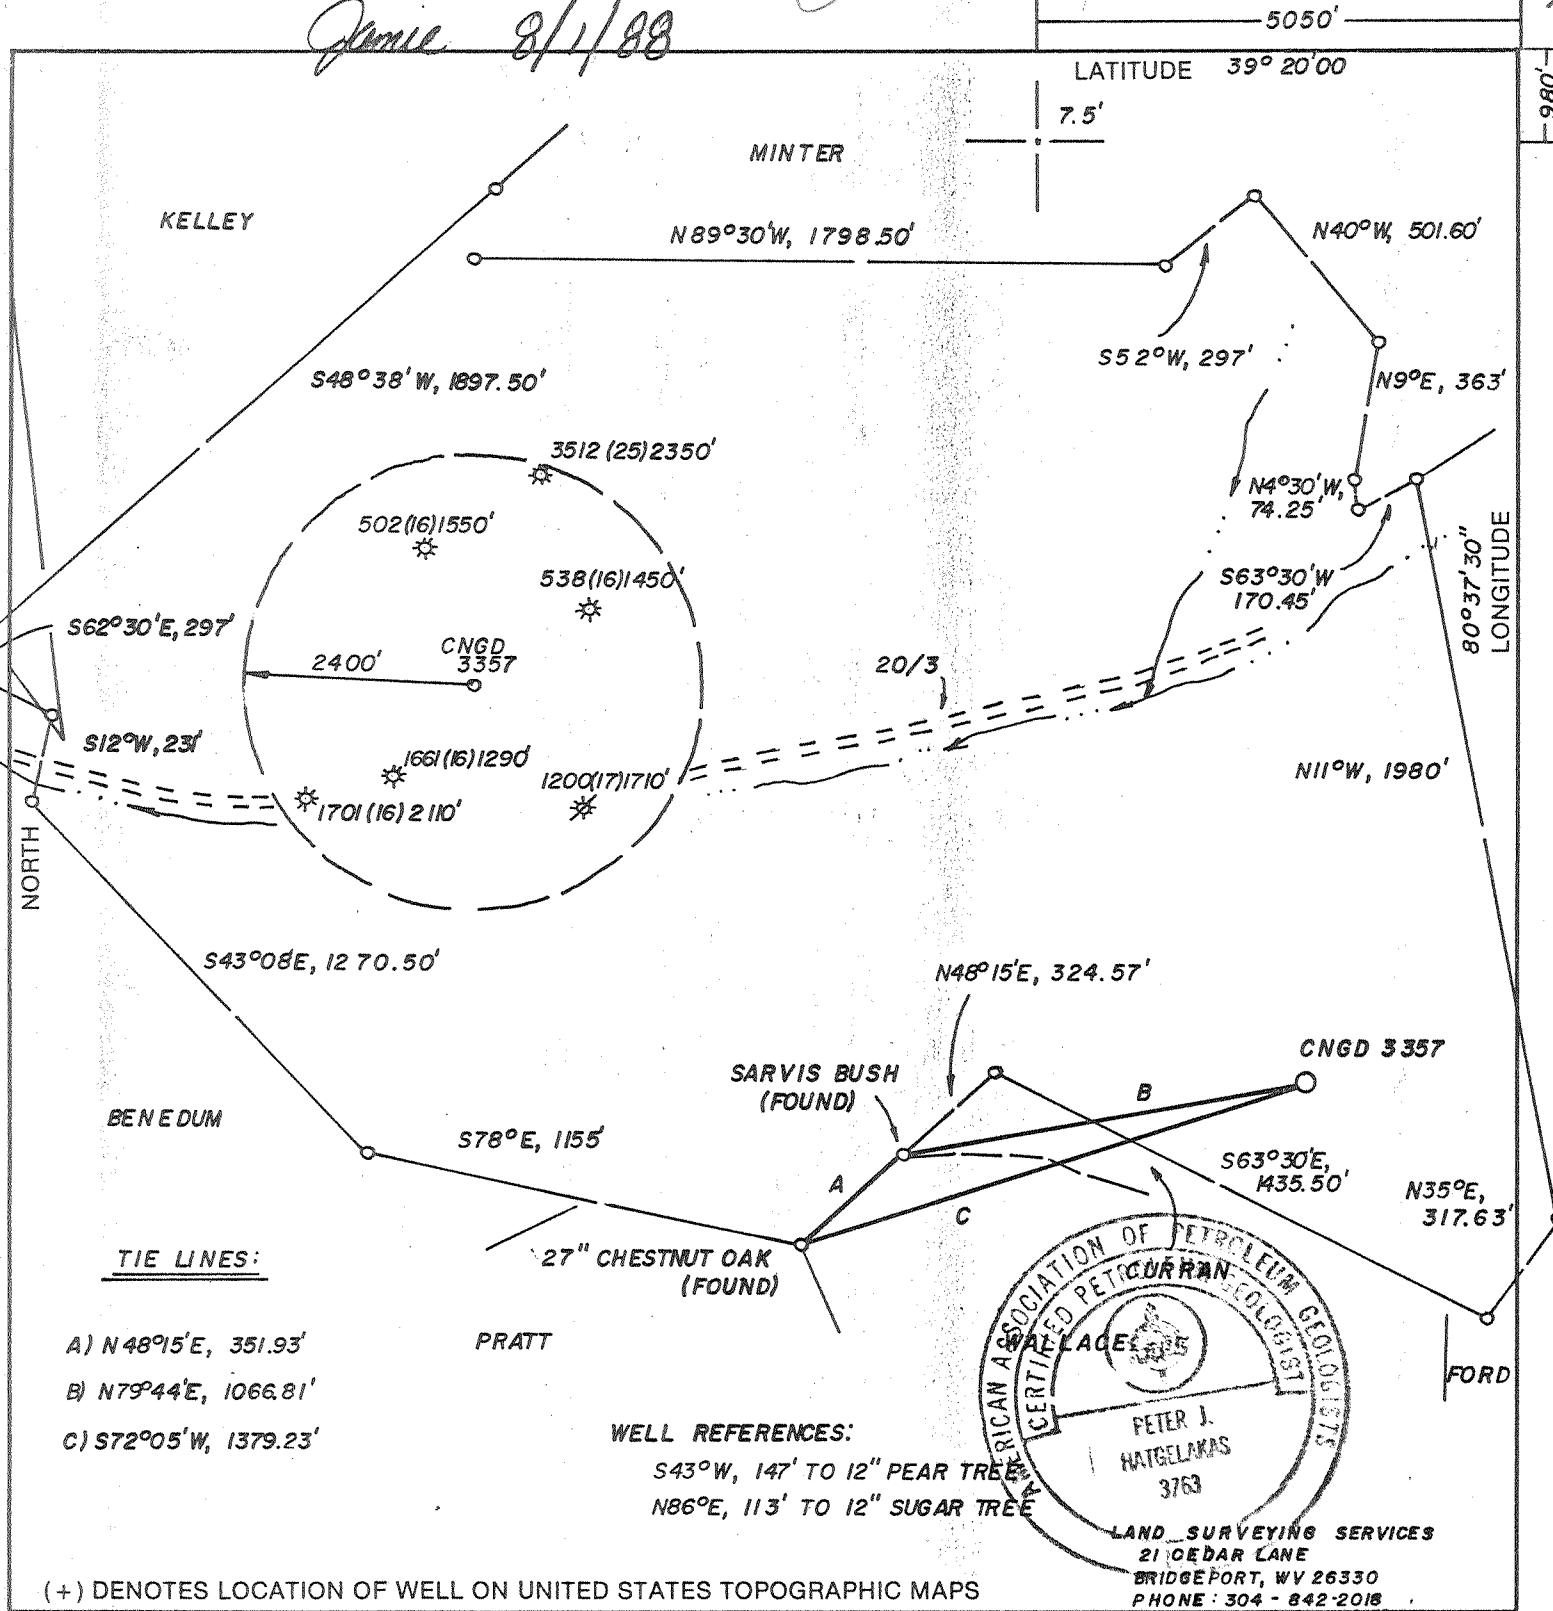 Jamie 8/1/88
5050'
LATITUDE 39° 20'00
980'
7.5'
MINTER
KELLEY
N89°30'W, 1798.50'
N40°W, 501.60'
S52°W, 297'
S48°38'W, 1897.50'
N9°E, 363'
3512 (25) 2350'
N4°30'W,
74.25'
502(16)1550'
80°37'30"
LONGITUDE
538(16)1450'
S63°30'W
170.45'
S62°30'E, 297'
CNGD
3357
2400'
20/3
S12°W, 231'
1661(16)1290'
1200(17)1710'
1701(16)2110'
N11°W, 1980'
NORTH
S43°08'E, 1270.50'
N48°15'E, 324.57'
CNGD 3357
SARVIS BUSH
(FOUND)
B
BENEDUM
S78°E, 1155'
S63°30'E,
1435.50'
A
N35°E,
317.63'
C
27" CHESTNUT OAK
(FOUND)
TIE LINES:
CURRAN
AMERICAN ASSOCIATION OF PETROLEUM GEOLOGISTS
CERTIFIED PETROLEUM GEOLOGIST
PRATT
WALLACE
A) N48°15'E, 351.93'
B) N79°44'E, 1066.81'
C) S72°05'W, 1379.23'
FORD
PETER J.
HATGELAKAS
3763
WELL REFERENCES:
S43°W, 147' TO 12" PEAR TREE
N86°E, 113' TO 12" SUGAR TREE
LAND SURVEYING SERVICES
21 CEDAR LANE
BRIDGEPORT, WV 26330
PHONE: 304-842-2018
(+) DENOTES LOCATION OF WELL ON UNITED STATES TOPOGRAPHIC MAPS